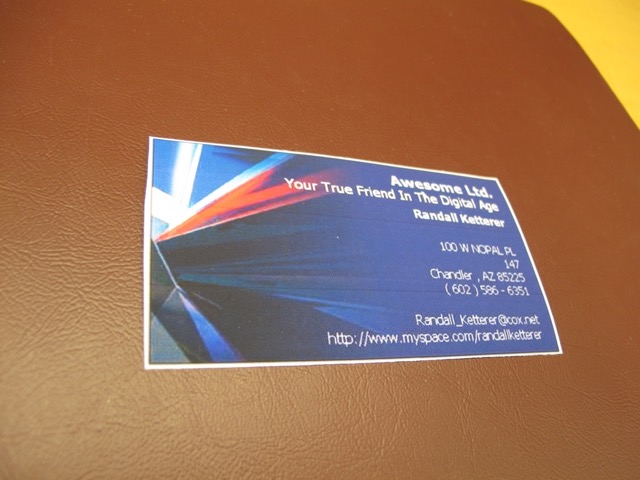 Awesome Ltd.
Your True Friend In The Digital Age
Randall Ketterer
100 W NOPAL PL
147
Chandler , AZ 85225
( 602 ) 586 - 6351
Randall_Ketterer@cox.net
http://www.myspace.com/randallketterer